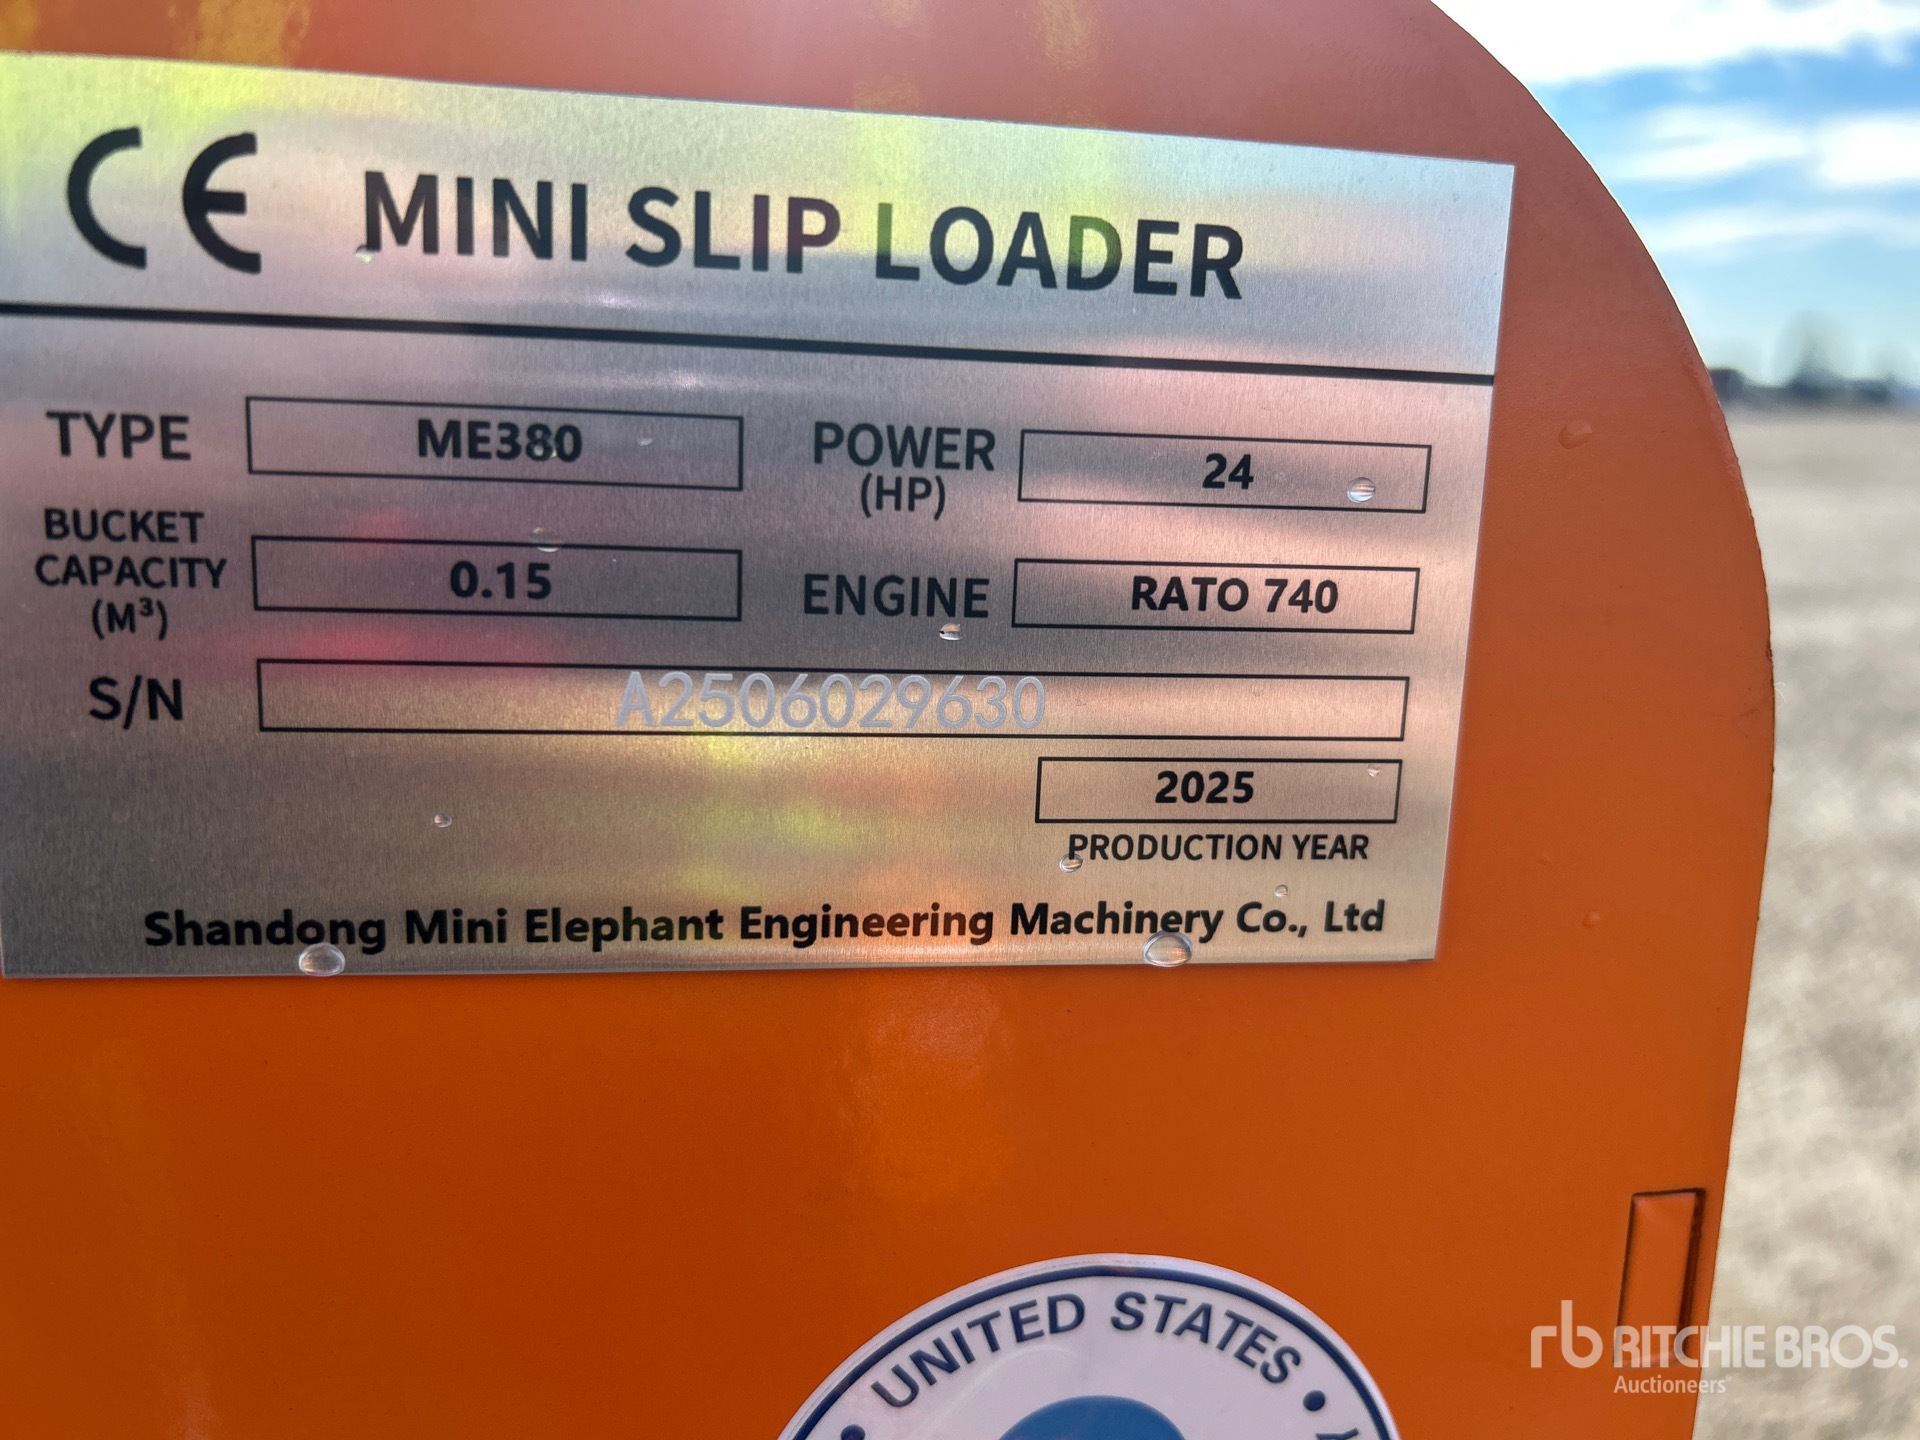 CE MINI SLIP LOADER
TYPE ME380 POWER (HP) 24
BUCKET CAPACITY (M³) 0.15 ENGINE RATO 740
S/N A2506029630
2025
PRODUCTION YEAR
Shandong Mini Elephant Engineering Machinery Co., Ltd
• UNITED STATES •
rb RITCHIE BROS.
Auctioneers